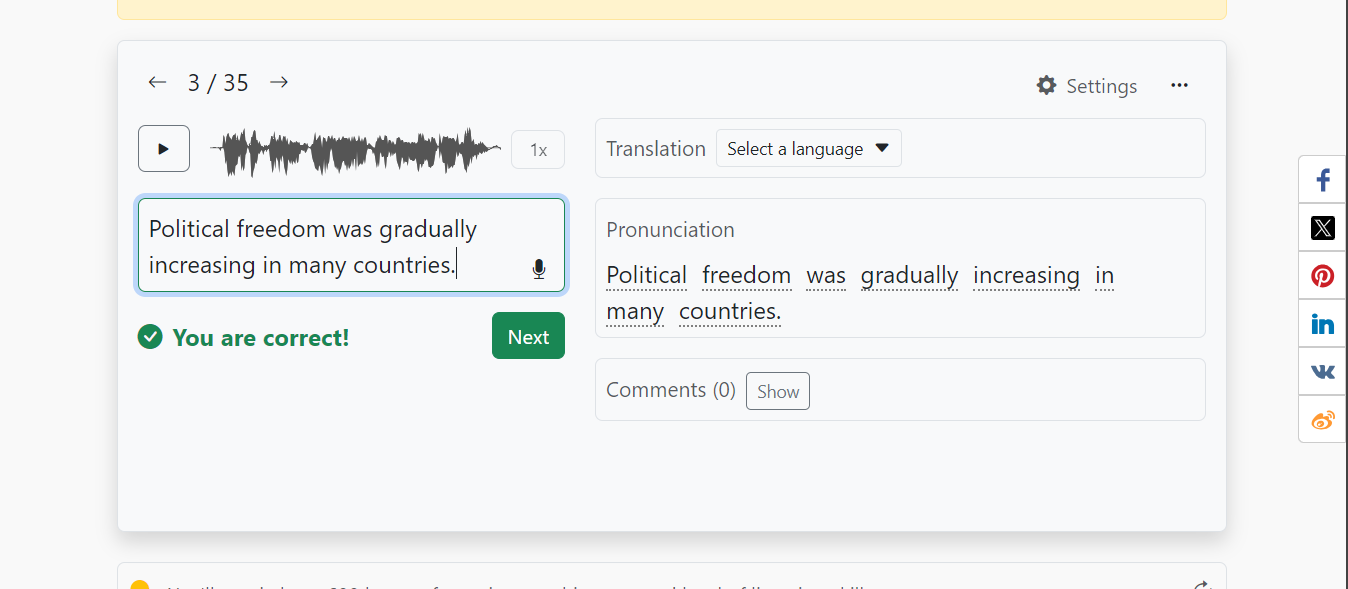 3 / 35
Settings
1x
Translation Select a language
Political freedom was gradually
increasing in many countries.
You are correct!
Next
Pronunciation
Political freedom was gradually increasing in
many countries.
Comments (0) Show